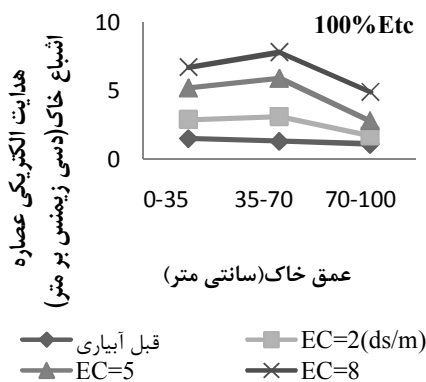 100%Etc
10
5
0
هدایت الکتریکی عصاره
اشباع خاک(دسی زیمنس بر متر)
0-35 35-70 70-100
عمق خاک(سانتی متر)
قبل آبیاری EC=2(ds/m)
EC=5 EC=8